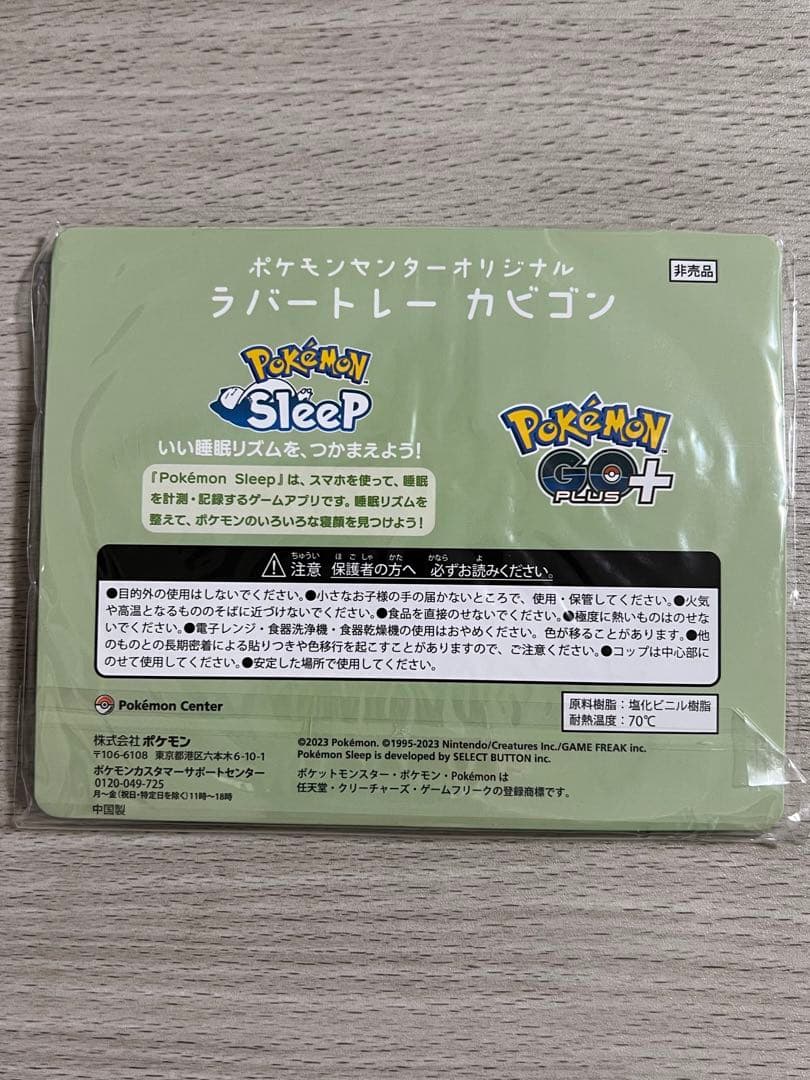 ポケモンセンターオリジナル
非売品
ラバートレー カビゴン
POKéMON
Sleep
いい睡眠リズムを、つかまえよう!
『Pokémon Sleep』は、スマホを使って、睡眠
を計測・記録するゲームアプリです。睡眠リズムを
整えて、ポケモンのいろいろな寝顔を見つけよう!
POKéMON
GO
PLUS+
ちゅうい ほごしゃ かた かなら よ
注意 保護者の方へ 必ずお読みください。
●目的外の使用はしないでください。●小さなお子様の手の届かないところで、使用・保管してください。●火気
や高温となるもののそばに近づけないでください。●食品を直接のせないでください。●極度に熱いものはのせな
いでください。●電子レンジ・食器洗浄機・食器乾燥機の使用はおやめください。色が移ることがあります。●他
のものとの長期密着による貼りつきや色移行を起こすことがありますので、ご注意ください。●コップは中心部に
のせて使用してください。●安定した場所で使用してください。
Pokémon Center
原料樹脂:塩化ビニル樹脂
耐熱温度:70℃
株式会社ポケモン
〒106-6108 東京都港区六本木6-10-1
ポケモンカスタマーサポートセンター
0120-049-725
月〜金(祝日・特定日を除く)11時〜18時
中国製
©2023 Pokémon. ©1995-2023 Nintendo/Creatures Inc./GAME FREAK inc.
Pokémon Sleep is developed by SELECT BUTTON inc.
ポケットモンスター・ポケモン・Pokémon は
任天堂・クリーチャーズ・ゲームフリークの登録商標です。